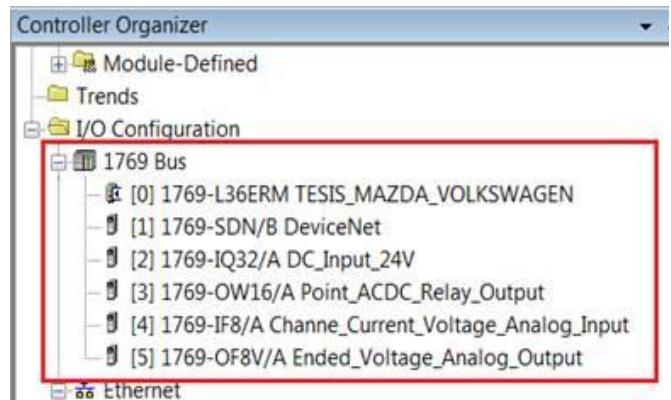 Controller Organizer
Module-Defined
Trends
I/O Configuration
1769 Bus
[0] 1769-L36ERM TESIS_MAZDA_VOLKSWAGEN
[1] 1769-SDN/B DeviceNet
[2] 1769-IQ32/A DC_Input_24V
[3] 1769-OW16/A Point_ACDC_Relay_Output
[4] 1769-IF8/A Channe_Current_Voltage_Analog_Input
[5] 1769-OF8V/A Ended_Voltage_Analog_Output
Ethernet